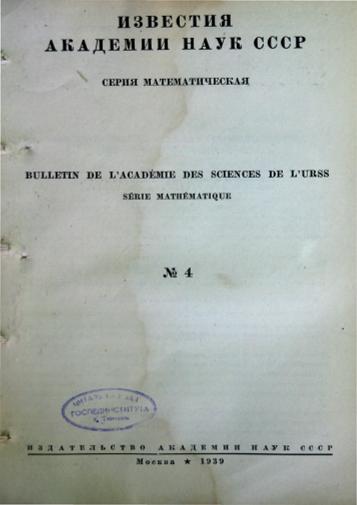 ИЗВЕСТИЯ
АКАДЕМИИ НАУК СССР
СЕРИЯ МАТЕМАТИЧЕСКАЯ
BULLETIN DE L'ACADÉMIE DES SCIENCES DE L'URSS
SÉRIE MATHÉMATIQUE
№ 4
ГОСПЕДИНСТИТУТА
ИЗДАТЕЛЬСТВО АКАДЕМИИ НАУК СССР
Москва ★ 1939